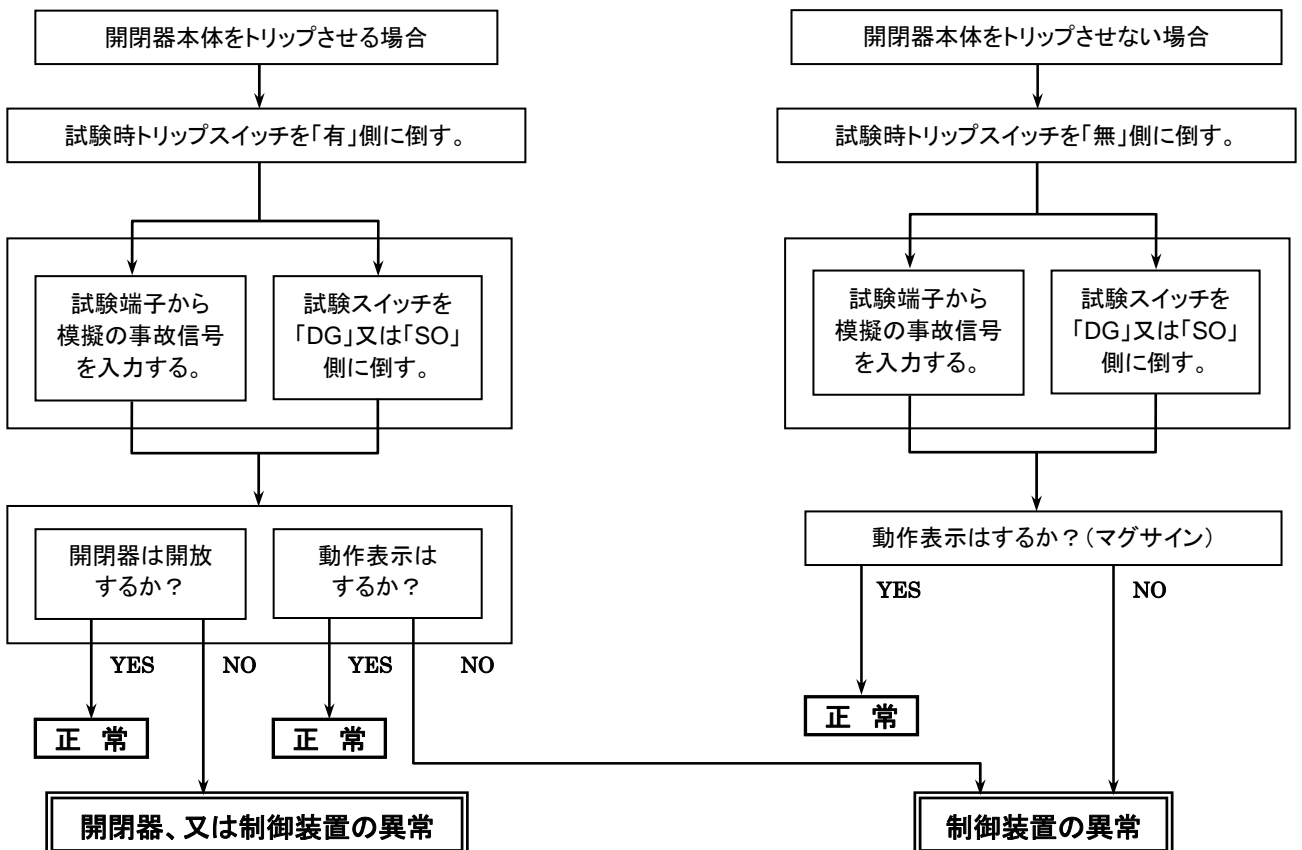 開閉器本体をトリップさせる場合
開閉器本体をトリップさせない場合
試験時トリップスイッチを「有」側に倒す。
試験時トリップスイッチを「無」側に倒す。
試験端子から
模擬の事故信号
を入力する。
試験スイッチを
「DG」又は「SO」
側に倒す。
試験端子から
模擬の事故信号
を入力する。
試験スイッチを
「DG」又は「SO」
側に倒す。
開閉器は開放
するか？
動作表示は
するか？
動作表示はするか？（マグサイン）
YES
NO
YES
NO
YES
NO
正　常
正　常
正　常
開閉器、又は制御装置の異常
制御装置の異常